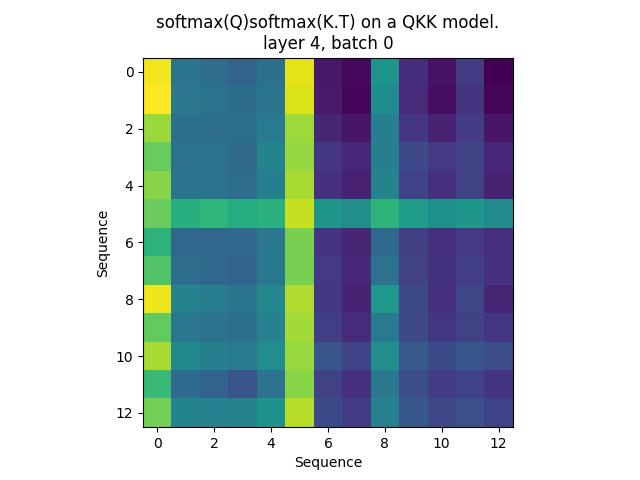 softmax(Q)softmax(K.T) on a QKK model.
layer 4, batch 0
0
2
4
6
8
10
12
Sequence
0 2 4 6 8 10 12
Sequence